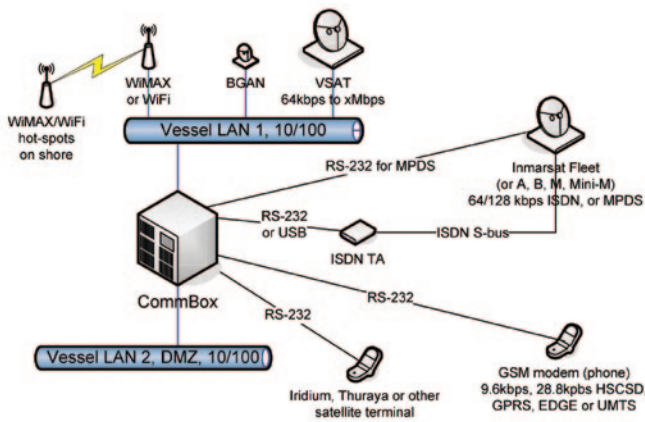 WiMAX
or WiFi
BGAN
VSAT
64kbps to xMbps
WiMAX/WiFi
hot-spots
on shore
Vessel LAN 1, 10/100
RS-232 for MPDS
Inmarsat Fleet
(or A, B, M, Mini-M)
64/128 kbps ISDN, or MPDS
RS-232
or USB
ISDN TA
ISDN S-bus
CommBox
RS-232
RS-232
Vessel LAN 2, DMZ, 10/100
Iridium, Thuraya or other
satellite terminal
GSM modem (phone)
9.6kbps, 28.8kpbs HSCSD,
GPRS, EDGE or UMTS